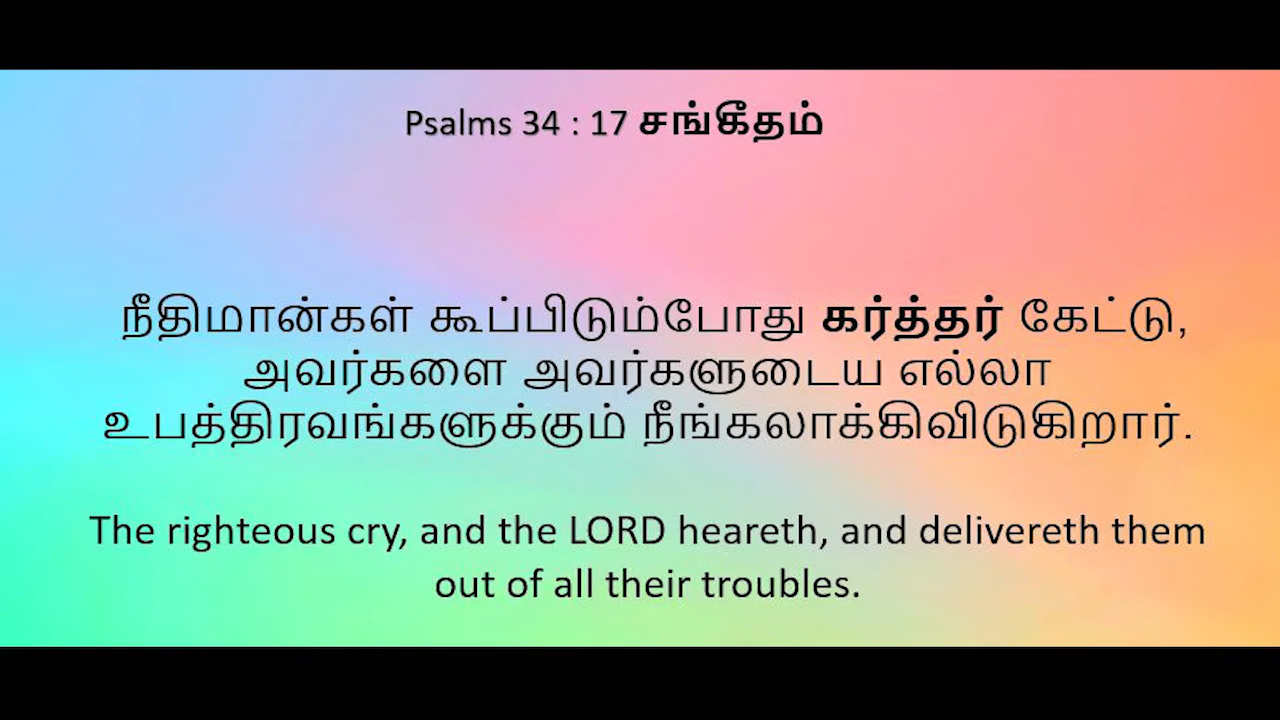 Psalms 34 : 17 சங்கீதம்
நீதிமான்கள் கூப்பிடும்போது கர்த்தர் கேட்டு,
அவர்களை அவர்களுடைய எல்லா
உபத்திரவங்களுக்கும் நீங்கலாக்கிவிடுகிறார்.
The righteous cry, and the LORD heareth, and delivereth them
out of all their troubles.